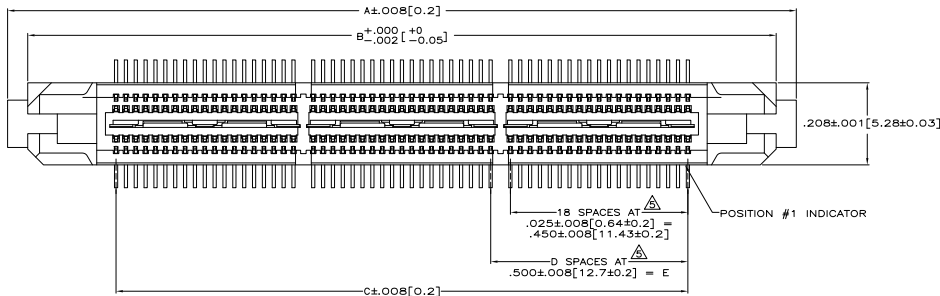 A±.008[0.2]
B+.000 -.002 [+0 -0.05]
.208±.001[5.28±0.03]
18 SPACES AT 5
.025±.008[0.64±0.2] =
.450±.008[11.43±0.2]
POSITION #1 INDICATOR
D SPACES AT 5
.500±.008[12.7±0.2] = E
C±.008[0.2]